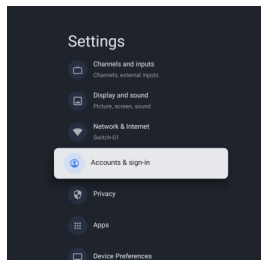 Settings
Channels and inputs
Channels, external inputs
Display and sound
Picture, screen, sound
Network & Internet
Switch-01
Accounts & sign-in
Privacy
Apps
Device Preferences